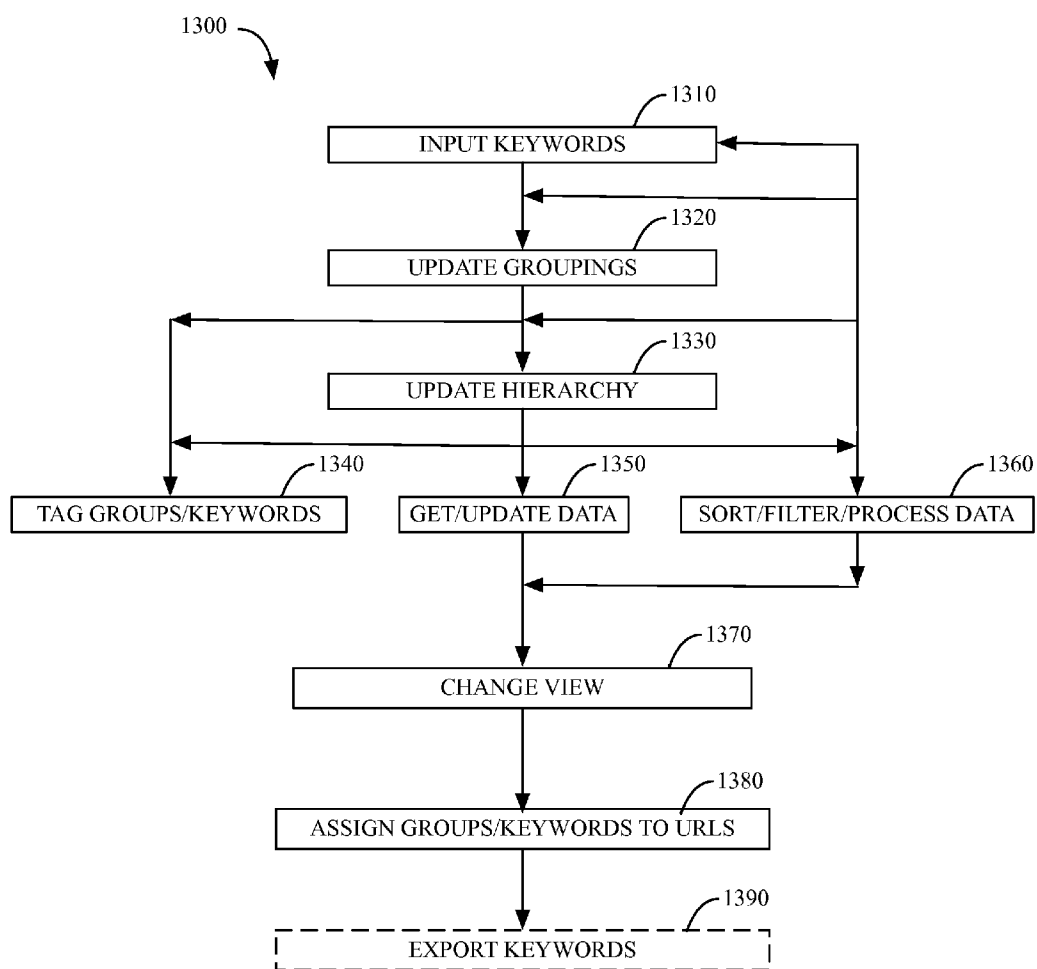 1300
1310
INPUT KEYWORDS
1320
UPDATE GROUPINGS
1330
UPDATE HIERARCHY
1340
TAG GROUPS/KEYWORDS
1350
GET/UPDATE DATA
1360
SORT/FILTER/PROCESS DATA
1370
CHANGE VIEW
1380
ASSIGN GROUPS/KEYWORDS TO URLS
1390
EXPORT KEYWORDS